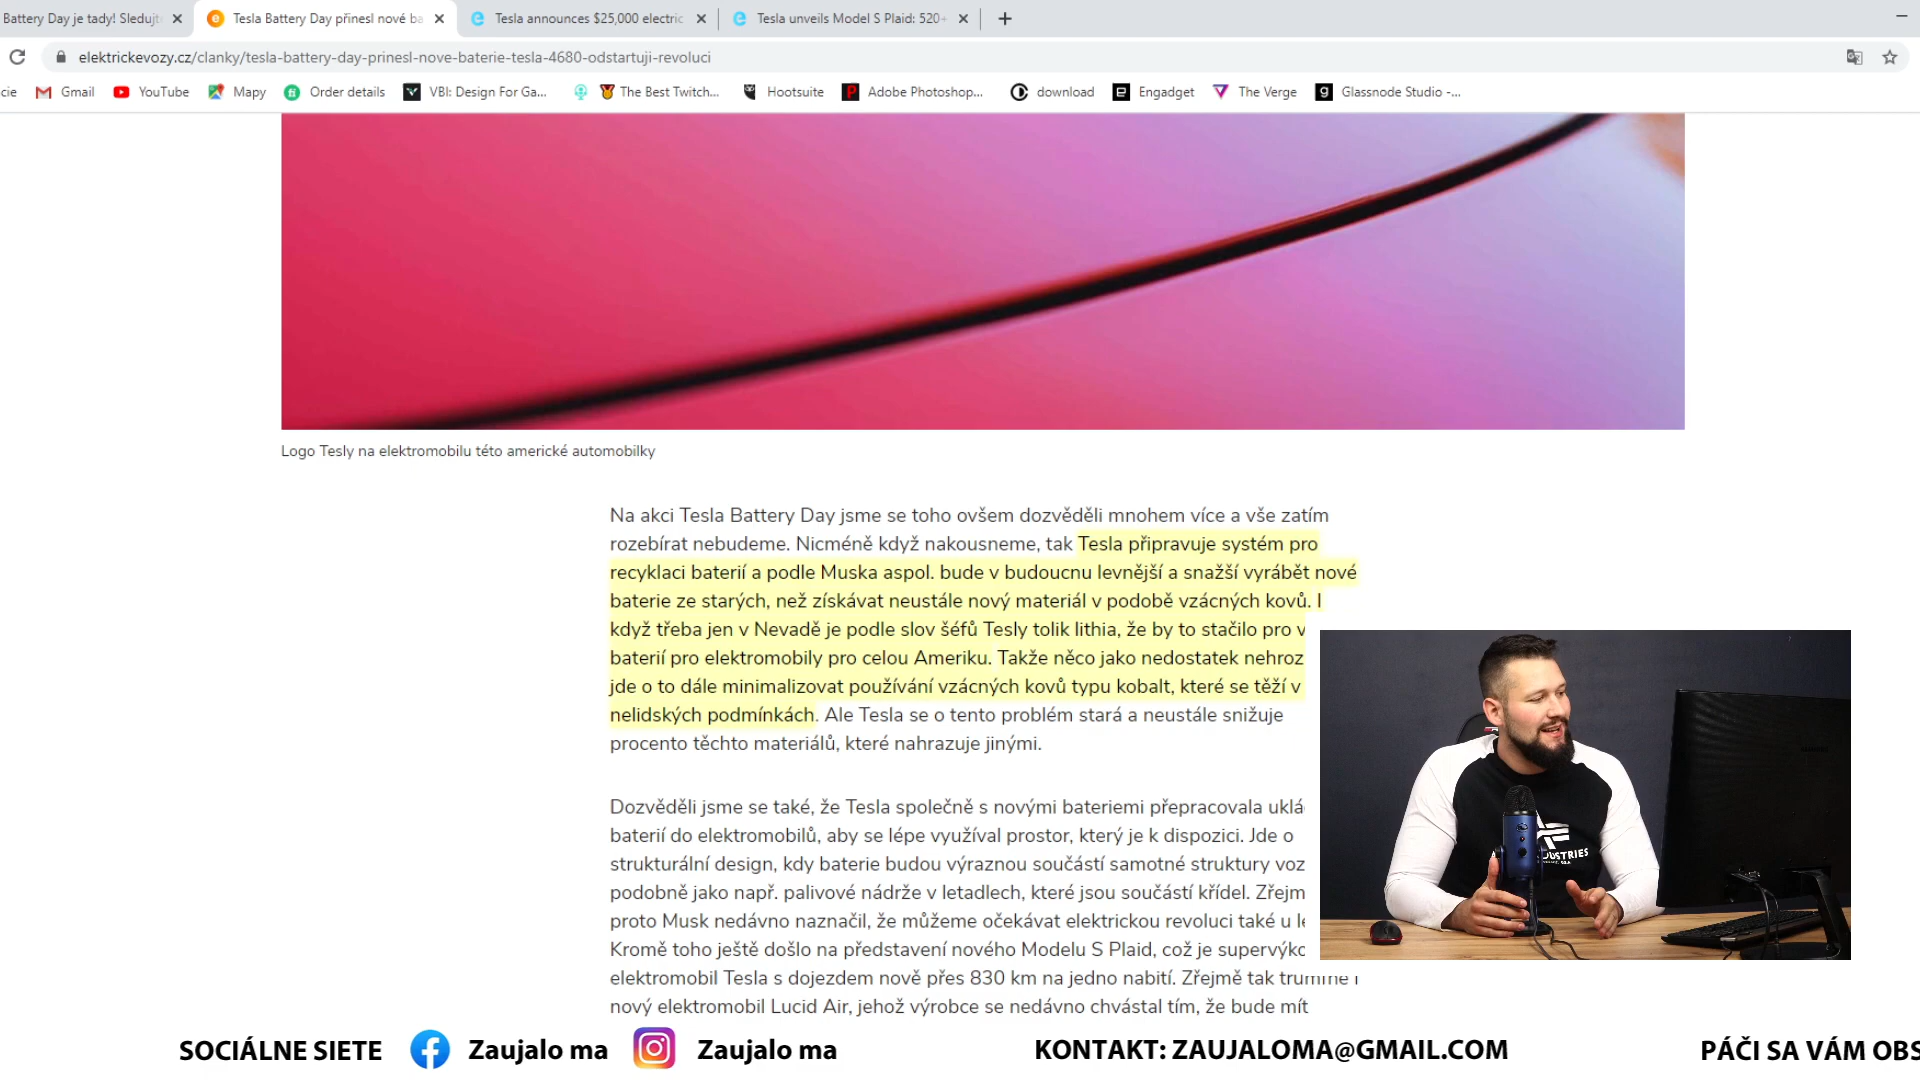 Battery Day je tady! Sledujt
Tesla Battery Day přinesl nové ba
Tesla announces $25,000 electric
Tesla unveils Model S Plaid: 520+
elektrickevozy.cz/clanky/tesla-battery-day-prinesl-nove-baterie-tesla-4680-odstartuji-revoluci
cie Gmail YouTube Mapy Order details VBI: Design For Ga... The Best Twitch... Hootsuite Adobe Photoshop... download Engadget The Verge Glassnode Studio -...
Logo Tesly na elektromobilu této americké automobilky
Na akci Tesla Battery Day jsme se toho ovšem dozvěděli mnohem více a vše zatím
rozebírat nebudeme. Nicméně když nakousneme, tak Tesla připravuje systém pro
recyklaci baterií a podle Muska aspol. bude v budoucnu levnější a snažší vyrábět nové
baterie ze starých, než získávat neustále nový materiál v podobě vzácných kovů. I
když třeba jen v Nevadě je podle slov šéfů Tesly tolik lithia, že by to stačilo pro v
baterií pro elektromobily pro celou Ameriku. Takže něco jako nedostatek nehroz
jde o to dále minimalizovat používání vzácných kovů typu kobalt, které se těží v
nelidských podmínkách. Ale Tesla se o tento problém stará a neustále snižuje
procento těchto materiálů, které nahrazuje jinými.
Dozvěděli jsme se také, že Tesla společně s novými bateriemi přepracovala uklá
baterií do elektromobilů, aby se lépe využíval prostor, který je k dispozici. Jde o
strukturální design, kdy baterie budou výraznou součástí samotné struktury voz
podobně jako např. palivové nádrže v letadlech, které jsou součástí křídel. Zřejm
proto Musk nedávno naznačil, že můžeme očekávat elektrickou revoluci také u le
Kromě toho ještě došlo na představení nového Modelu S Plaid, což je supervýko
elektromobil Tesla s dojezdem nově přes 830 km na jedno nabití. Zřejmě tak trumfne i
nový elektromobil Lucid Air, jehož výrobce se nedávno chvástal tím, že bude mít
SOCIÁLNE SIETE Zaujalo ma Zaujalo ma KONTAKT: ZAUJALOMA@GMAIL.COM PÁČI SA VÁM OBS